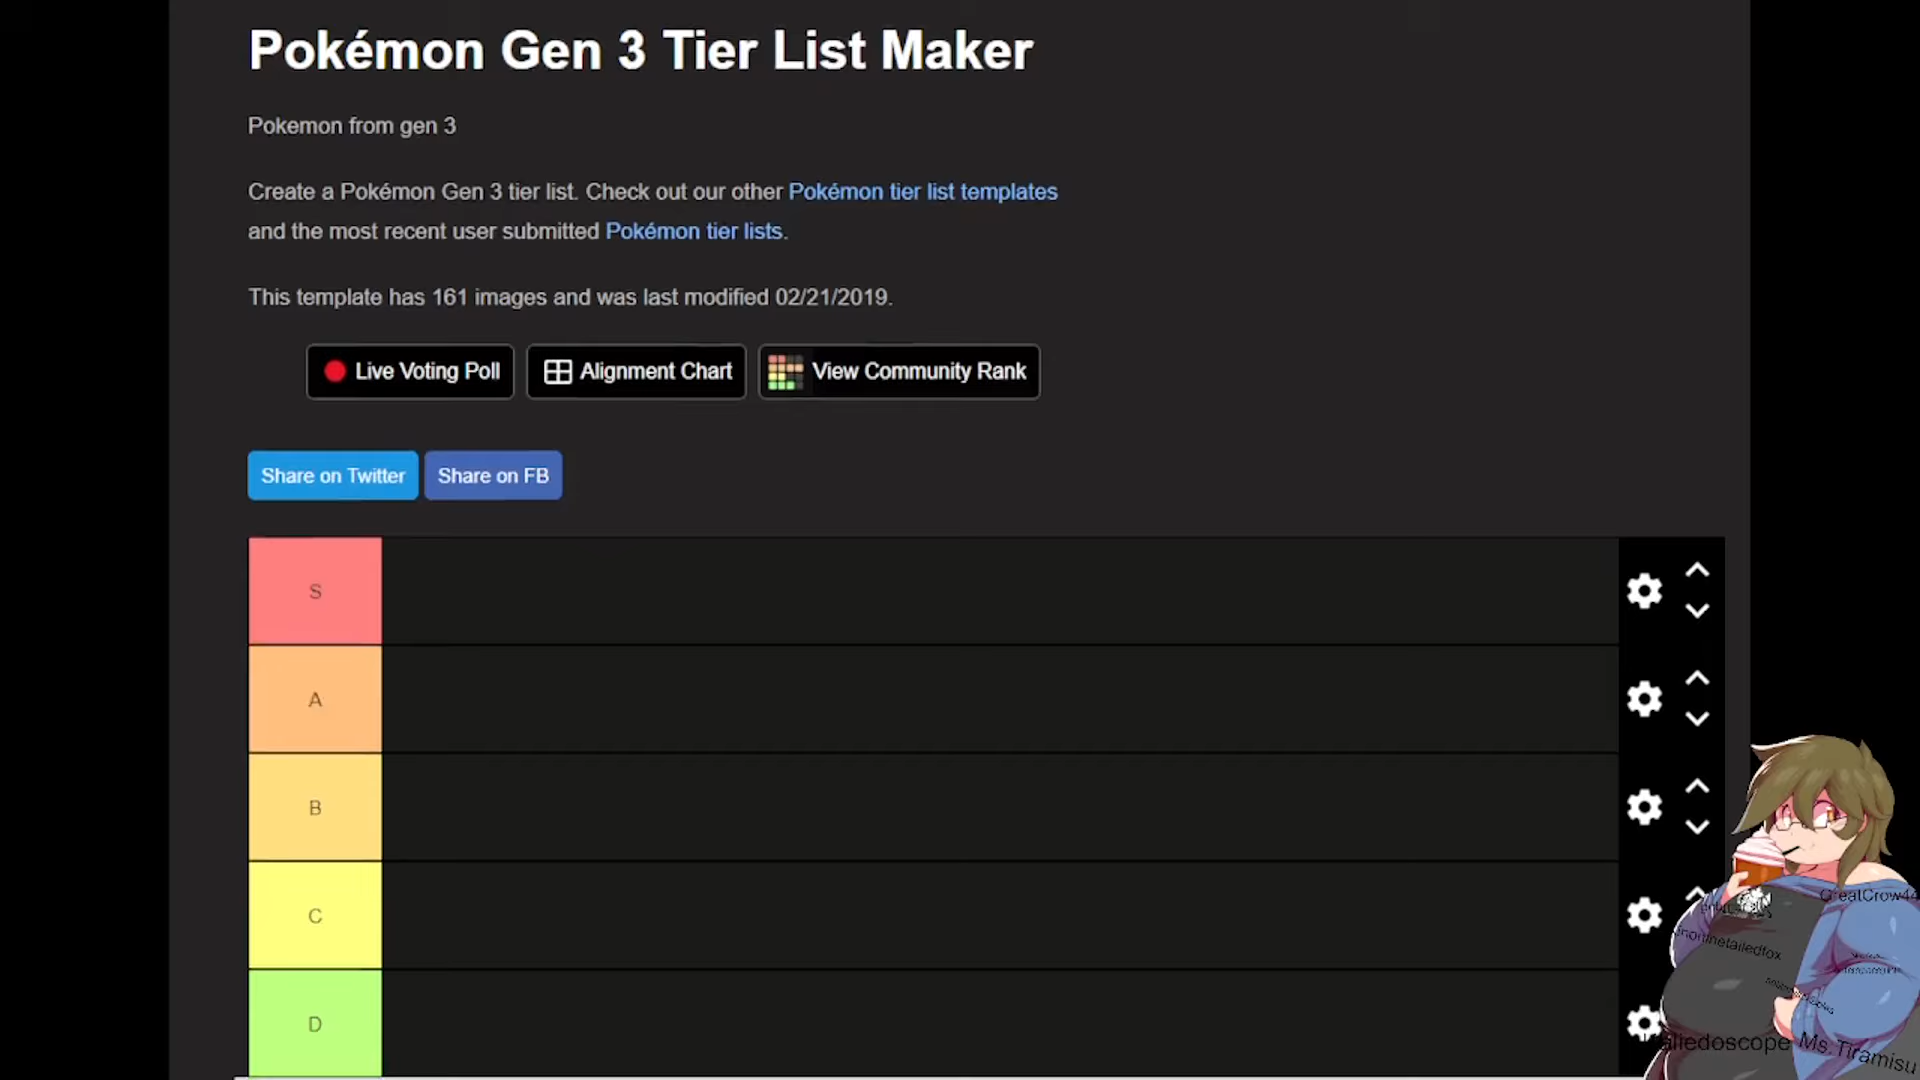 Pokémon Gen 3 Tier List Maker
Pokemon from gen 3
Create a Pokémon Gen 3 tier list. Check out our other Pokémon tier list templates
and the most recent user submitted Pokémon tier lists.
This template has 161 images and was last modified 02/21/2019.
Live Voting Poll
Alignment Chart
View Community Rank
Share on Twitter
Share on FB
S
A
B
C
D
GreatCrow44
Ms.Tiramisu